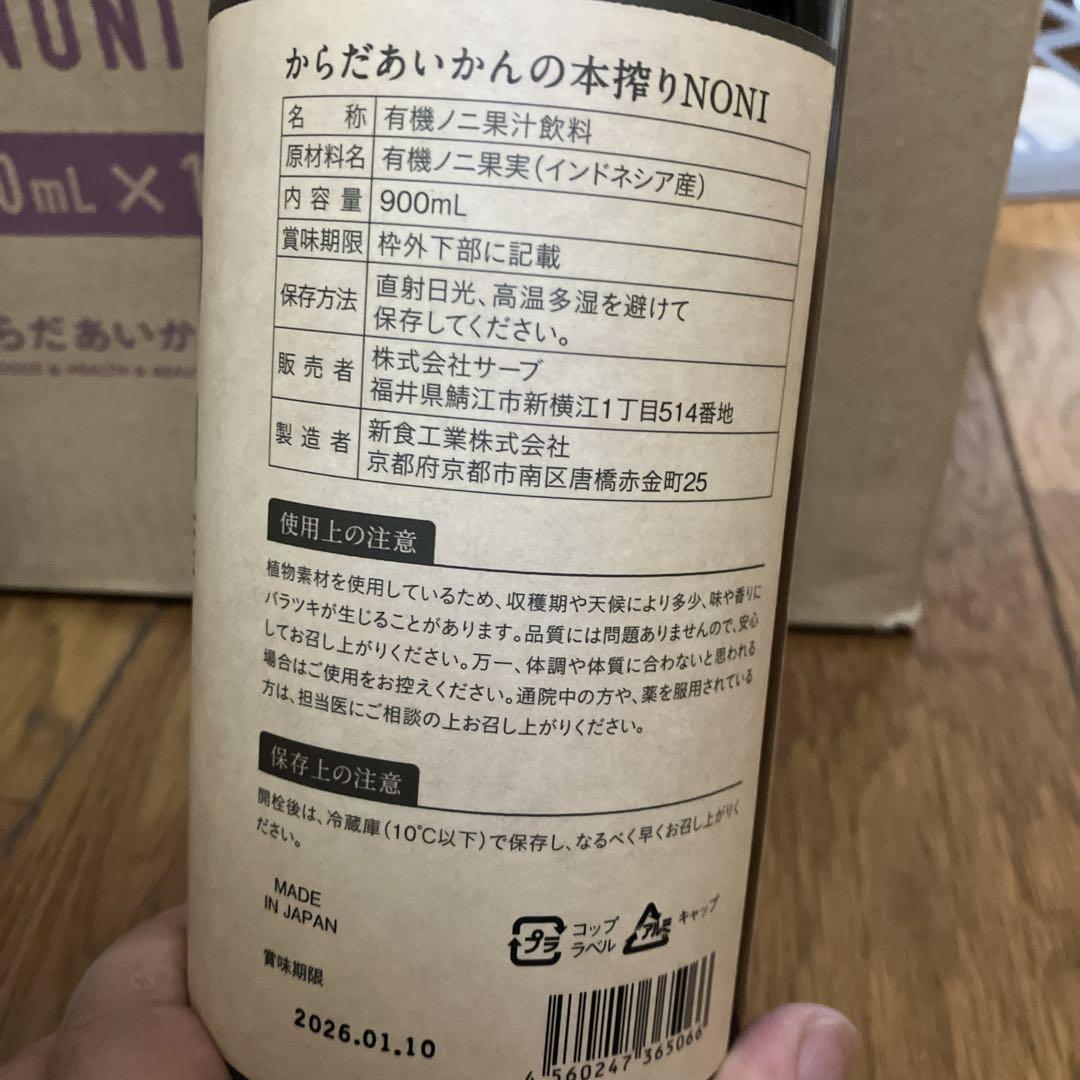 NONI
0mL×1
らだあいか
からだあいかんの本搾りNONI
名 称 有機ノニ果汁飲料
原材料名 有機ノニ果実(インドネシア産)
内容量 900mL
賞味期限 枠外下部に記載
保存方法 直射日光、高温多湿を避けて
保存してください。
販売者 株式会社サーブ
福井県鯖江市新横江1丁目514番地
製造者 新食工業株式会社
京都府京都市南区唐橋赤金町25
使用上の注意
植物素材を使用しているため、収穫期や天候により多少、味や香りに
バラツキが生じることがあります。品質には問題ありませんので、安心
してお召し上がりください。万一、体調や体質に合わないと思われる
場合はご使用をお控えください。通院中の方や、薬を服用されている
方は、担当医にご相談の上お召し上がりください。
保存上の注意
開栓後は、冷蔵庫(10℃以下)で保存し、なるべく早くお召し上がりく
ださい。
MADE
IN JAPAN
プラ
コップ
ラベル
アルミ
キャップ
賞味期限
2026.01.10
4 560247 365066